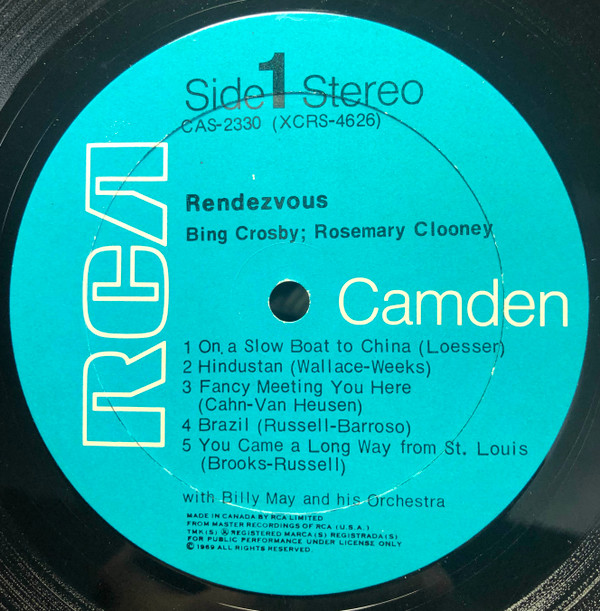 Side 1 Stereo
CAS-2330 (XCRS-4626)
RCA
Rendezvous
Bing Crosby; Rosemary Clooney
Camden
1 On a Slow Boat to China (Loesser)
2 Hindustan (Wallace-Weeks)
3 Fancy Meeting You Here
(Cahn-Van Heusen)
4 Brazil (Russell-Barroso)
5 You Came a Long Way from St. Louis
(Brooks-Russell)
with Billy May and his Orchestra
MADE IN CANADA BY RCA LIMITED
FROM MASTER RECORDINGS OF RCA (U.S.A.)
TMK(S) ® REGISTERED MARCA(S) REGISTRADA(S)
FOR PUBLIC PERFORMANCE UNDER LICENSE ONLY
© 1969 ALL RIGHTS RESERVED